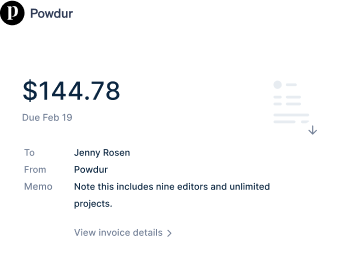 Powdur
$144.78
Due Feb 19
To Jenny Rosen
From Powdur
Memo Note this includes nine editors and unlimited
projects.
View invoice details